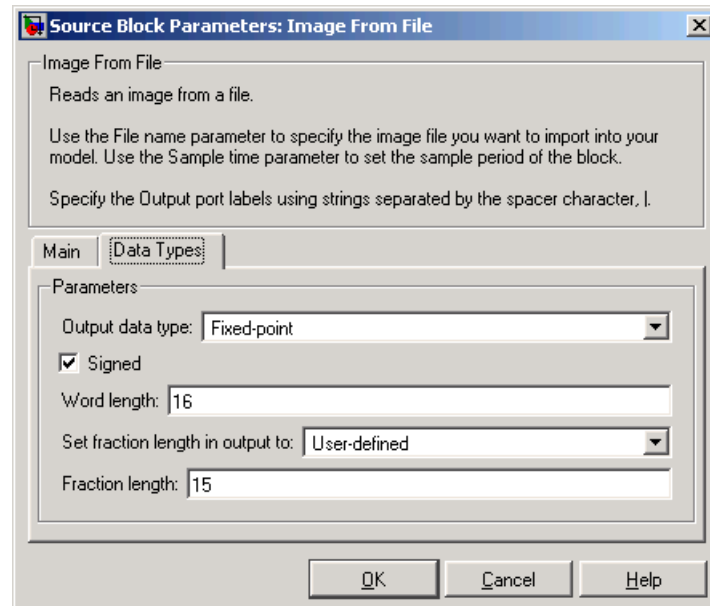 Source Block Parameters: Image From File
Image From File
Reads an image from a file.
Use the File name parameter to specify the image file you want to import into your
model. Use the Sample time parameter to set the sample period of the block.
Specify the Output port labels using strings separated by the spacer character, |.
Main Data Types
Parameters
Output data type: Fixed-point
Signed
Word length: 16
Set fraction length in output to: User-defined
Fraction length: 15
OK Cancel Help